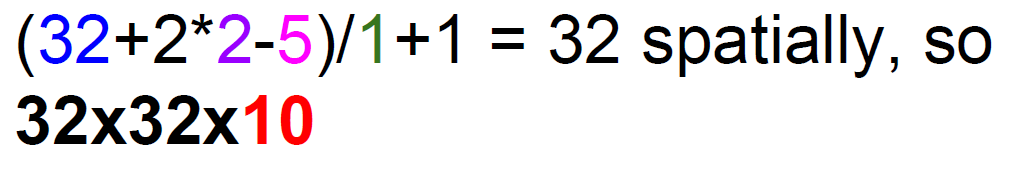 (32+2*2-5)/1+1 = 32 spatially, so
32x32x10